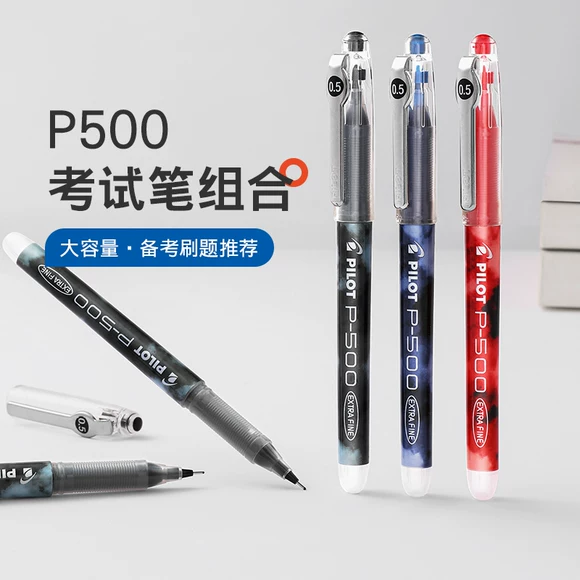 P500
考试笔组合
大容量·备考刷题推荐
0.5
0.5
0.5
PILOT P-500 EXTRA FINE
PILOT P-500 EXTRA FINE
PILOT P-500 EXTRA FINE
PILOT P-500 EXTRA FINE
0.5
PILOT